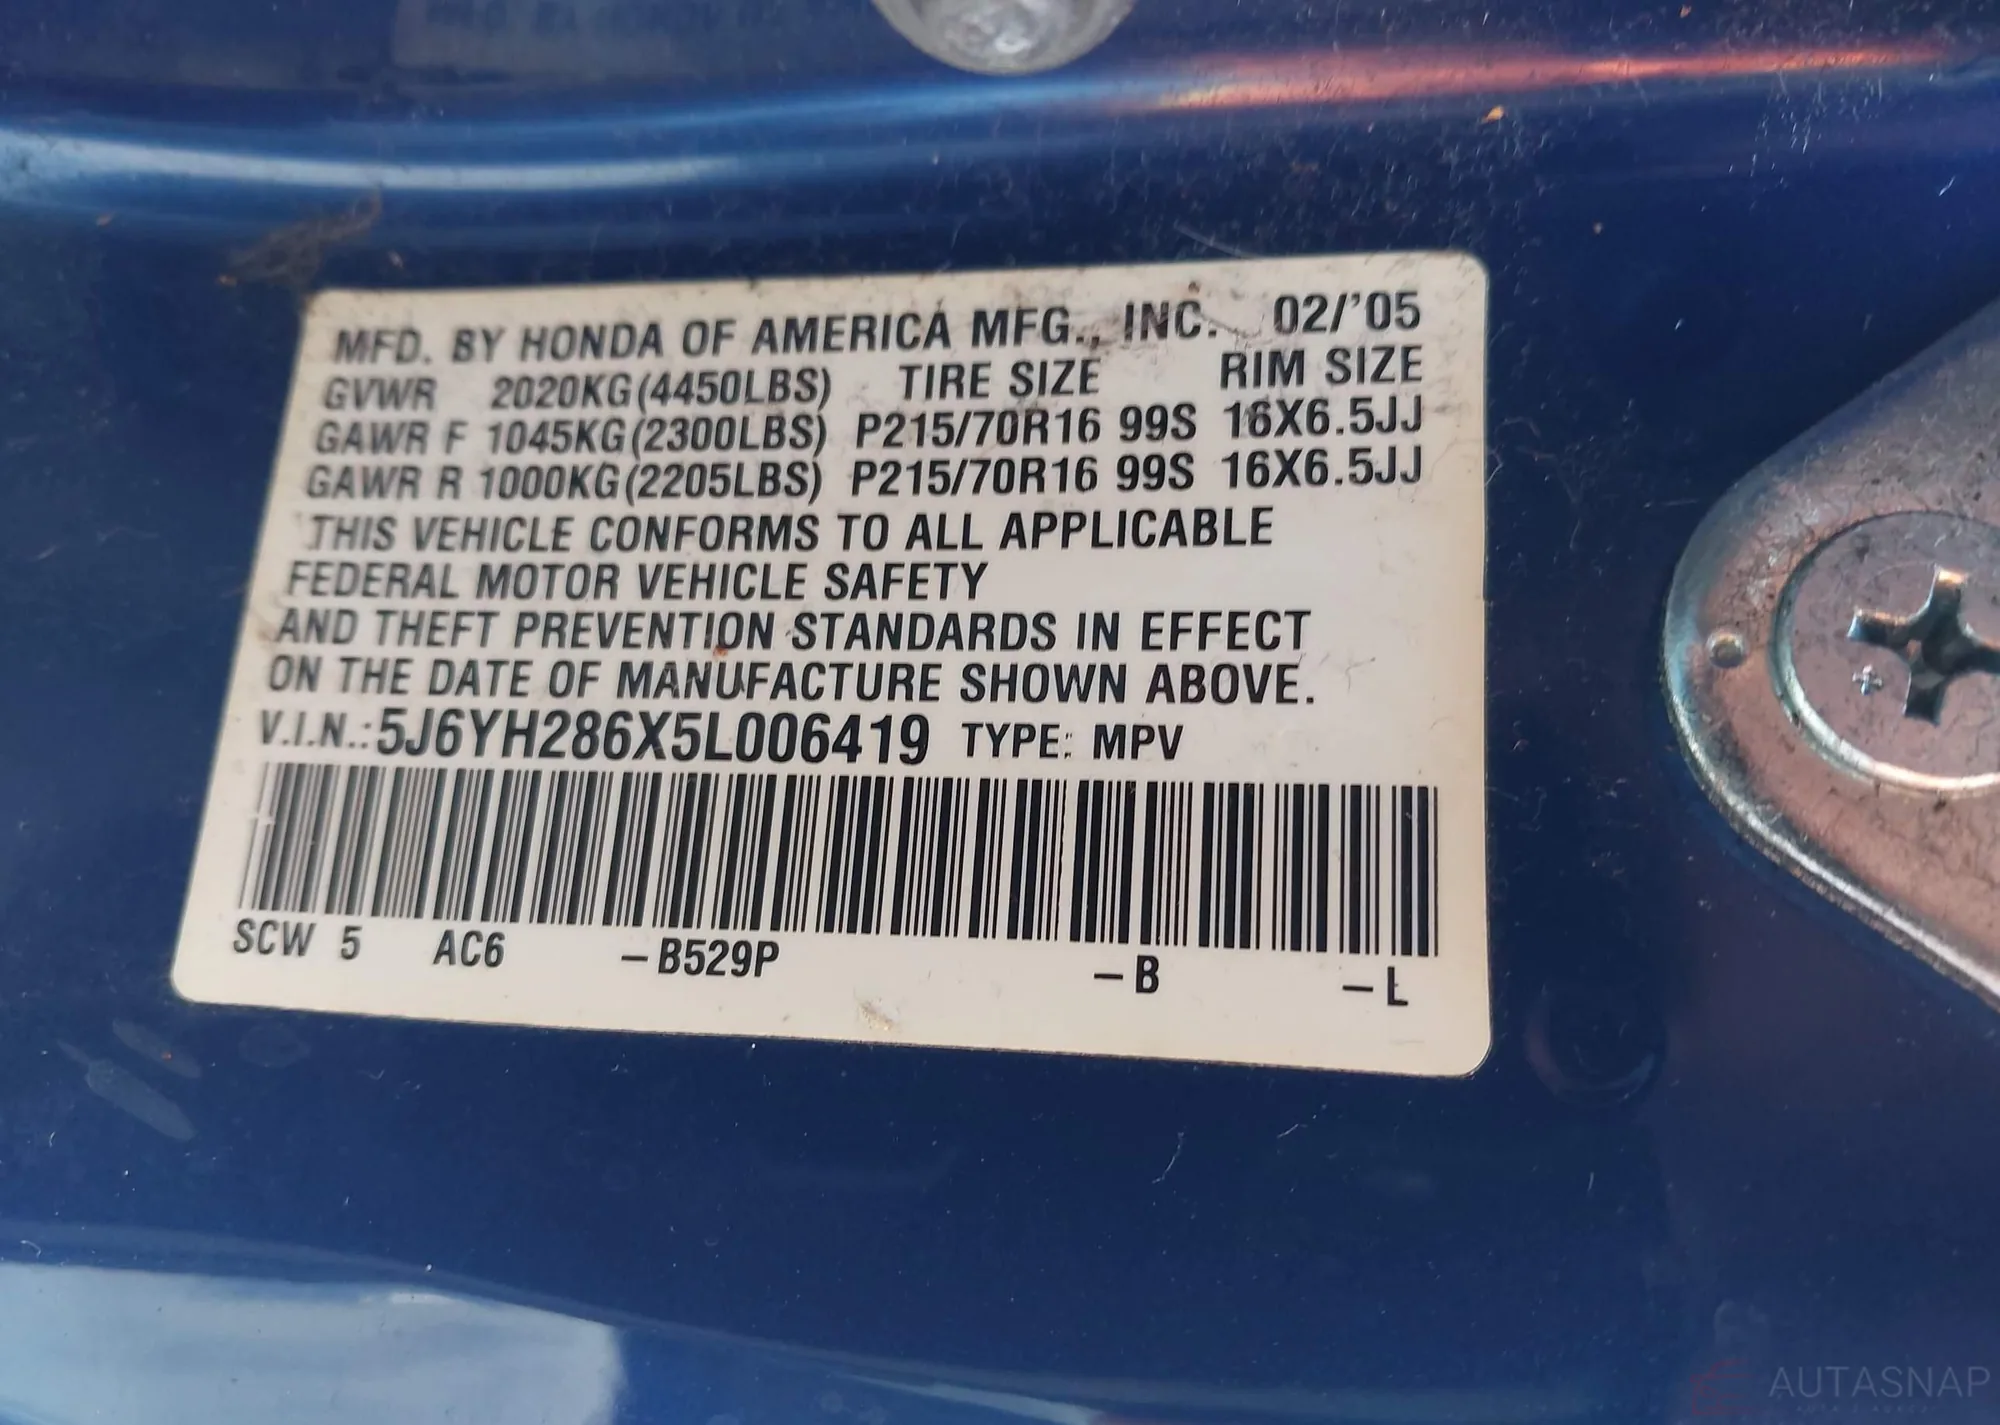 MFD. BY HONDA OF AMERICA MFG., INC. 02/'05
GVWR 2020KG(4450LBS) TIRE SIZE RIM SIZE
GAWR F 1045KG(2300LBS) P215/70R16 99S 16X6.5JJ
GAWR R 1000KG(2205LBS) P215/70R16 99S 16X6.5JJ
THIS VEHICLE CONFORMS TO ALL APPLICABLE
FEDERAL MOTOR VEHICLE SAFETY
AND THEFT PREVENTION STANDARDS IN EFFECT
ON THE DATE OF MANUFACTURE SHOWN ABOVE.
V.I.N.:5J6YH286X5L006419 TYPE: MPV
SCW 5 AC6 -B529P -B -L
AUTASNAP